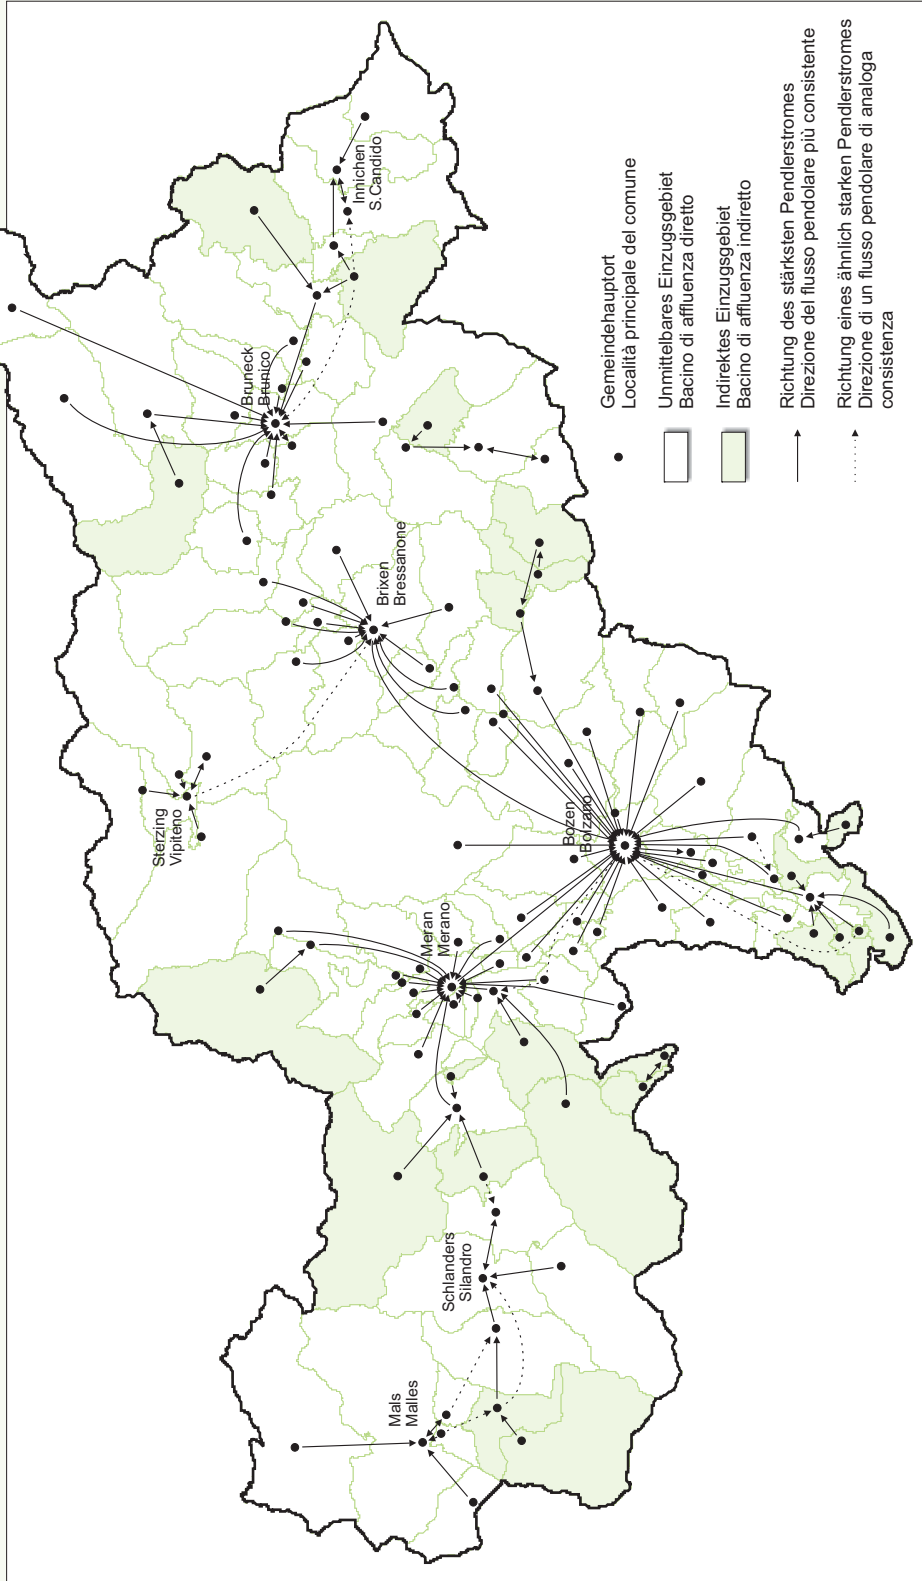 Mals
Malles
Schlanders
Silandro
Meran
Merano
Sterzing
Vipiteno
Bozen
Bolzano
Brixen
Bressanone
Bruneck
Brunico
Innichen
S.Candido
Gemeindehauptort
Località principale del comune
Unmittelbares Einzugsgebiet
Bacino di affluenza diretto
Indirektes Einzugsgebiet
Bacino di affluenza indiretto
Richtung des stärksten Pendlerstromes
Direzione del flusso pendolare più consistente
Richtung eines ähnlich starken Pendlerstromes
Direzione di un flusso pendolare di analoga
consistenza